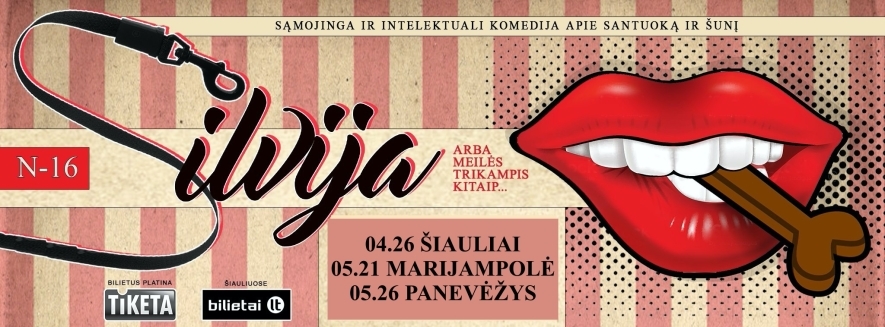 SĄMOJINGA IR INTELEKTUALI KOMEDIJA APIE SANTUOKĄ IR ŠUNĮ
N-16
Silvija
ARBA
MEILĖS
TRIKAMPIS
KITAIP...
04.26 ŠIAULIAI
05.21 MARIJAMPOLĖ
05.26 PANEVĖŽYS
BILIETUS PLATINA
TiKETA
ŠIAULIUOSE
bilietai lt